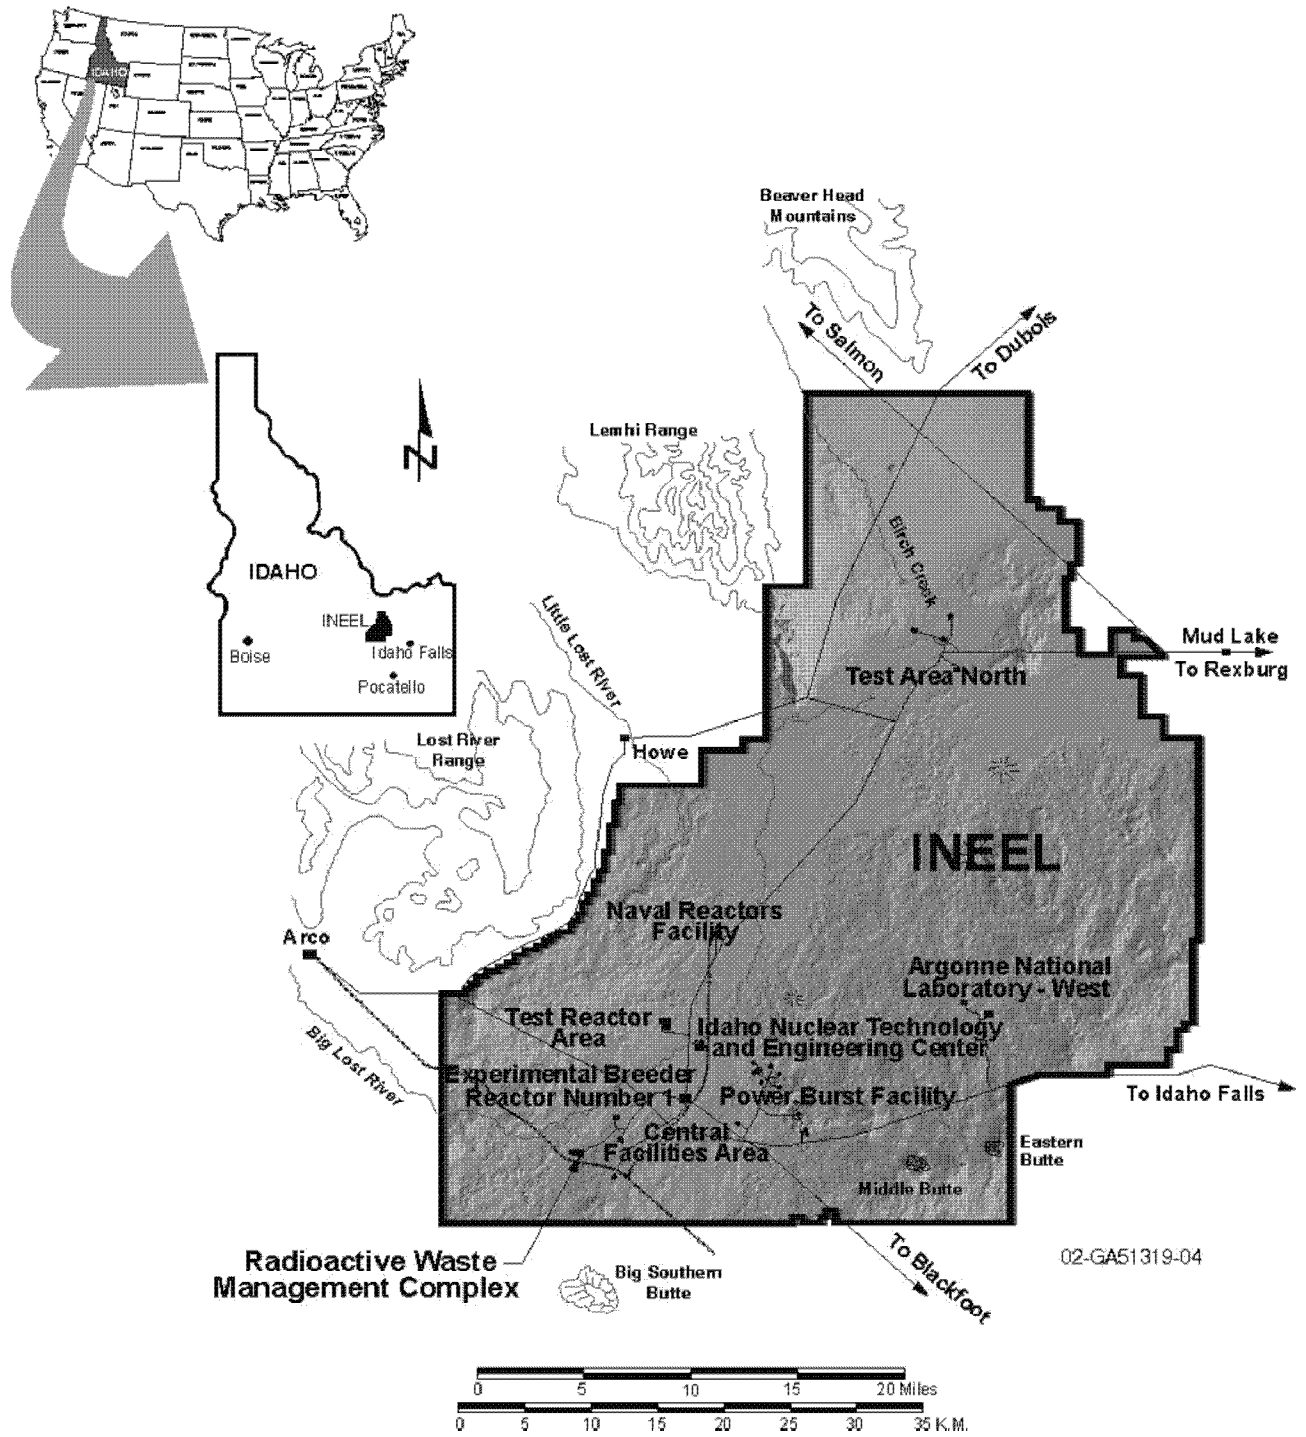 IDAHO
Beaver Head
Mountains
To Salmon
To Dubois
N
Lemhi Range
Birch Creek
IDAHO
INEEL
Boise
Idaho Falls
Pocatello
Little Lost River
Mud Lake
To Rexburg
Test Area North
Lost River
Range
Howe
INEEL
Naval Reactors
Facility
Arco
Argonne National
Laboratory - West
Test Reactor
Area
Idaho Nuclear Technology
and Engineering Center
Big Lost River
Experimental Breeder
Reactor Number 1
Power Burst Facility
To Idaho Falls
Central
Facilities Area
Eastern
Butte
Middle Butte
Radioactive Waste
Management Complex
Big Southern
Butte
To Blackfoot
02-GA51319-04
0 5 10 15 20 Miles
0 5 10 15 20 25 30 35 K.M.